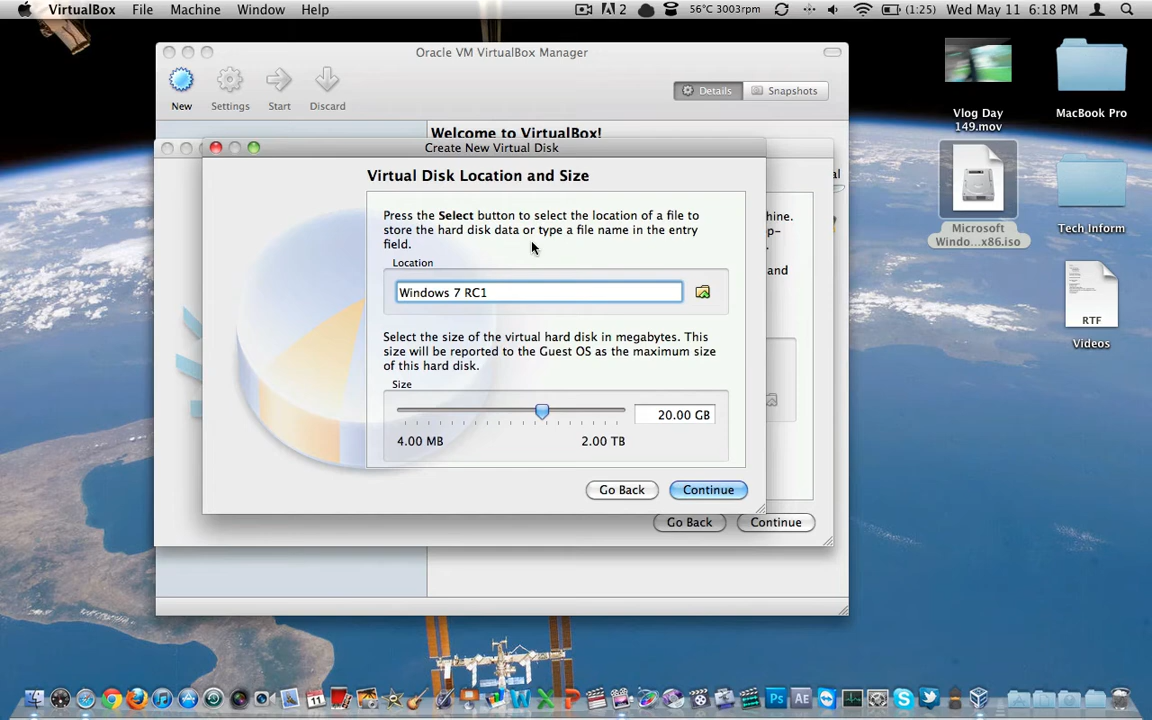 VirtualBox File Machine Window Help
2 56°C 3003rpm (1:25) Wed May 11 6:18 PM
Oracle VM VirtualBox Manager
New Settings Start Discard
Details Snapshots
Welcome to VirtualBox!
Create New Virtual Disk
al
Virtual Disk Location and Size
Press the Select button to select the location of a file to
store the hard disk data or type a file name in the entry
field.
hine.
p-
and
Location
Windows 7 RC1
Select the size of the virtual hard disk in megabytes. This
size will be reported to the Guest OS as the maximum size
of this hard disk.
Size
20.00 GB
4.00 MB 2.00 TB
Go Back Continue
Go Back Continue
Vlog Day
149.mov
MacBook Pro
Microsoft
Windo...x86.iso
Tech Inform
RTF
Videos